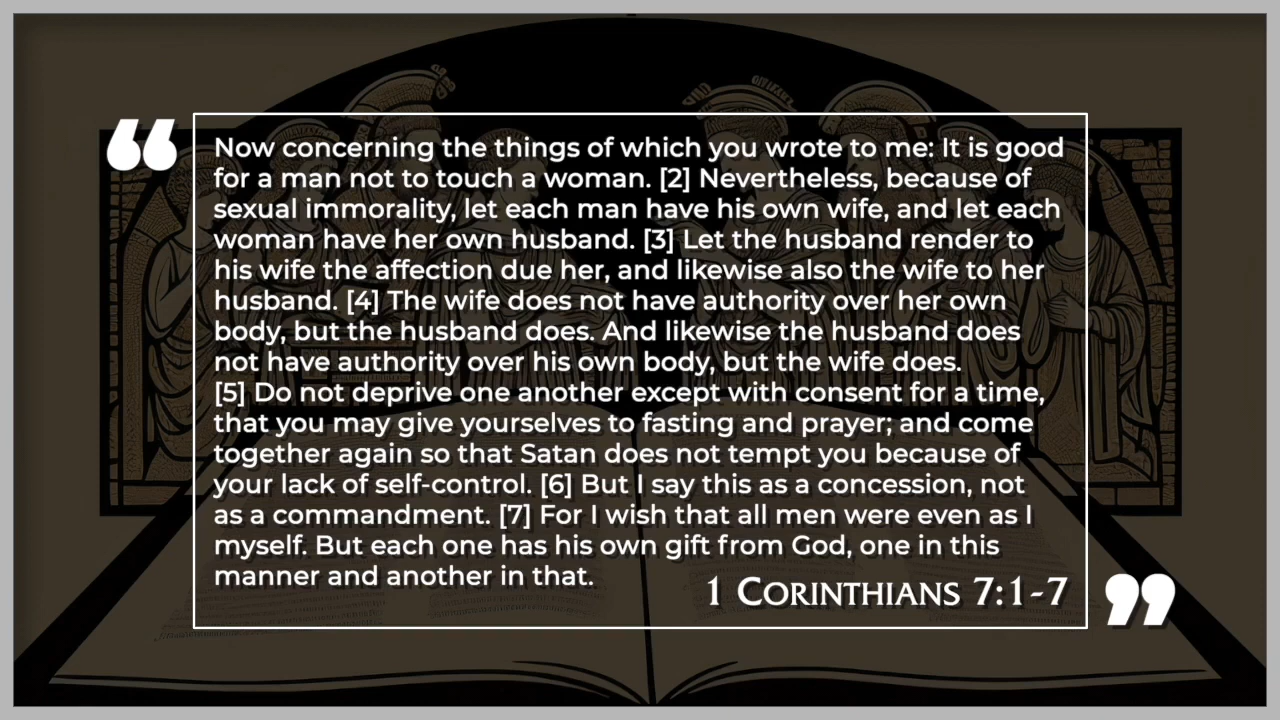 “
Now concerning the things of which you wrote to me: It is good
for a man not to touch a woman. [2] Nevertheless, because of
sexual immorality, let each man have his own wife, and let each
woman have her own husband. [3] Let the husband render to
his wife the affection due her, and likewise also the wife to her
husband. [4] The wife does not have authority over her own
body, but the husband does. And likewise the husband does
not have authority over his own body, but the wife does.
[5] Do not deprive one another except with consent for a time,
that you may give yourselves to fasting and prayer; and come
together again so that Satan does not tempt you because of
your lack of self-control. [6] But I say this as a concession, not
as a commandment. [7] For I wish that all men were even as I
myself. But each one has his own gift from God, one in this
manner and another in that.
1 Corinthians 7:1-7
”